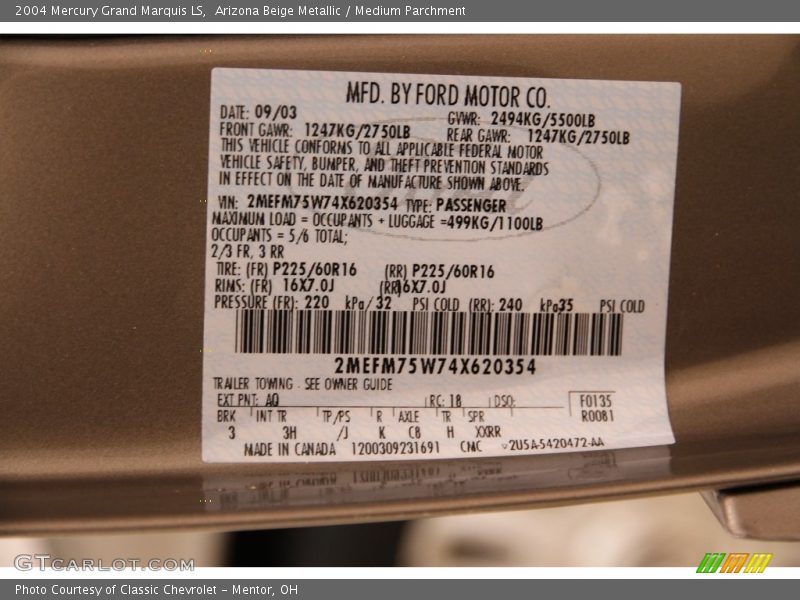 2004 Mercury Grand Marquis LS,  Arizona Beige Metallic / Medium Parchment
MFD. BY FORD MOTOR CO.
DATE: 09/03 GVWR: 2494KG/5500LB
FRONT GAWR: 1247KG/2750LB REAR GAWR: 1247KG/2750LB
THIS VEHICLE CONFORMS TO ALL APPLICABLE FEDERAL MOTOR
VEHICLE SAFETY, BUMPER, AND THEFT PREVENTION STANDARDS
IN EFFECT ON THE DATE OF MANUFACTURE SHOWN ABOVE.
VIN: 2MEFM75W74X620354 TYPE: PASSENGER
MAXIMUM LOAD = OCCUPANTS + LUGGAGE =499KG/1100LB
OCCUPANTS = 5/6 TOTAL;
2/3 FR, 3 RR
TIRE: (FR) P225/60R16 (RR) P225/60R16
RIMS: (FR) 16X7.0J (RR)16X7.0J
PRESSURE (FR): 220 kPa/ 32 PSI COLD (RR): 240 kPa35 PSI COLD
2MEFM75W74X620354
TRAILER TOWING - SEE OWNER GUIDE
EXT PNT: AQ RC: 18 DSO: F0135
BRK INT TR TP/PS R AXLE TR SPR R0081
3 3H /J K C8 H XXRR
MADE IN CANADA 1200309231691 CMC 2U5A-5420472-AA
GTCARLOT.COM
Photo Courtesy of Classic Chevrolet - Mentor, OH